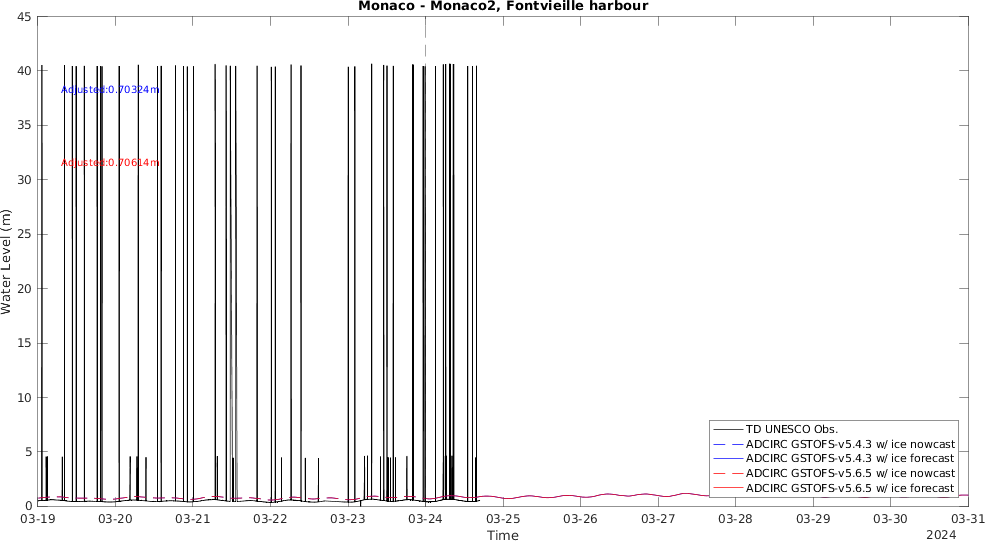 Monaco - Monaco2, Fontvieille harbour
45
40
35
30
25
20
15
10
5
0
Water Level (m)
Adjusted:0.70324m
Adjusted:0.70614m
TD UNESCO Obs.
ADCIRC GSTOFS-v5.4.3 w/ ice nowcast
ADCIRC GSTOFS-v5.4.3 w/ ice forecast
ADCIRC GSTOFS-v5.6.5 w/ ice nowcast
ADCIRC GSTOFS-v5.6.5 w/ ice forecast
03-19 03-20 03-21 03-22 03-23 03-24 03-25 03-26 03-27 03-28 03-29 03-30 03-31
Time
2024